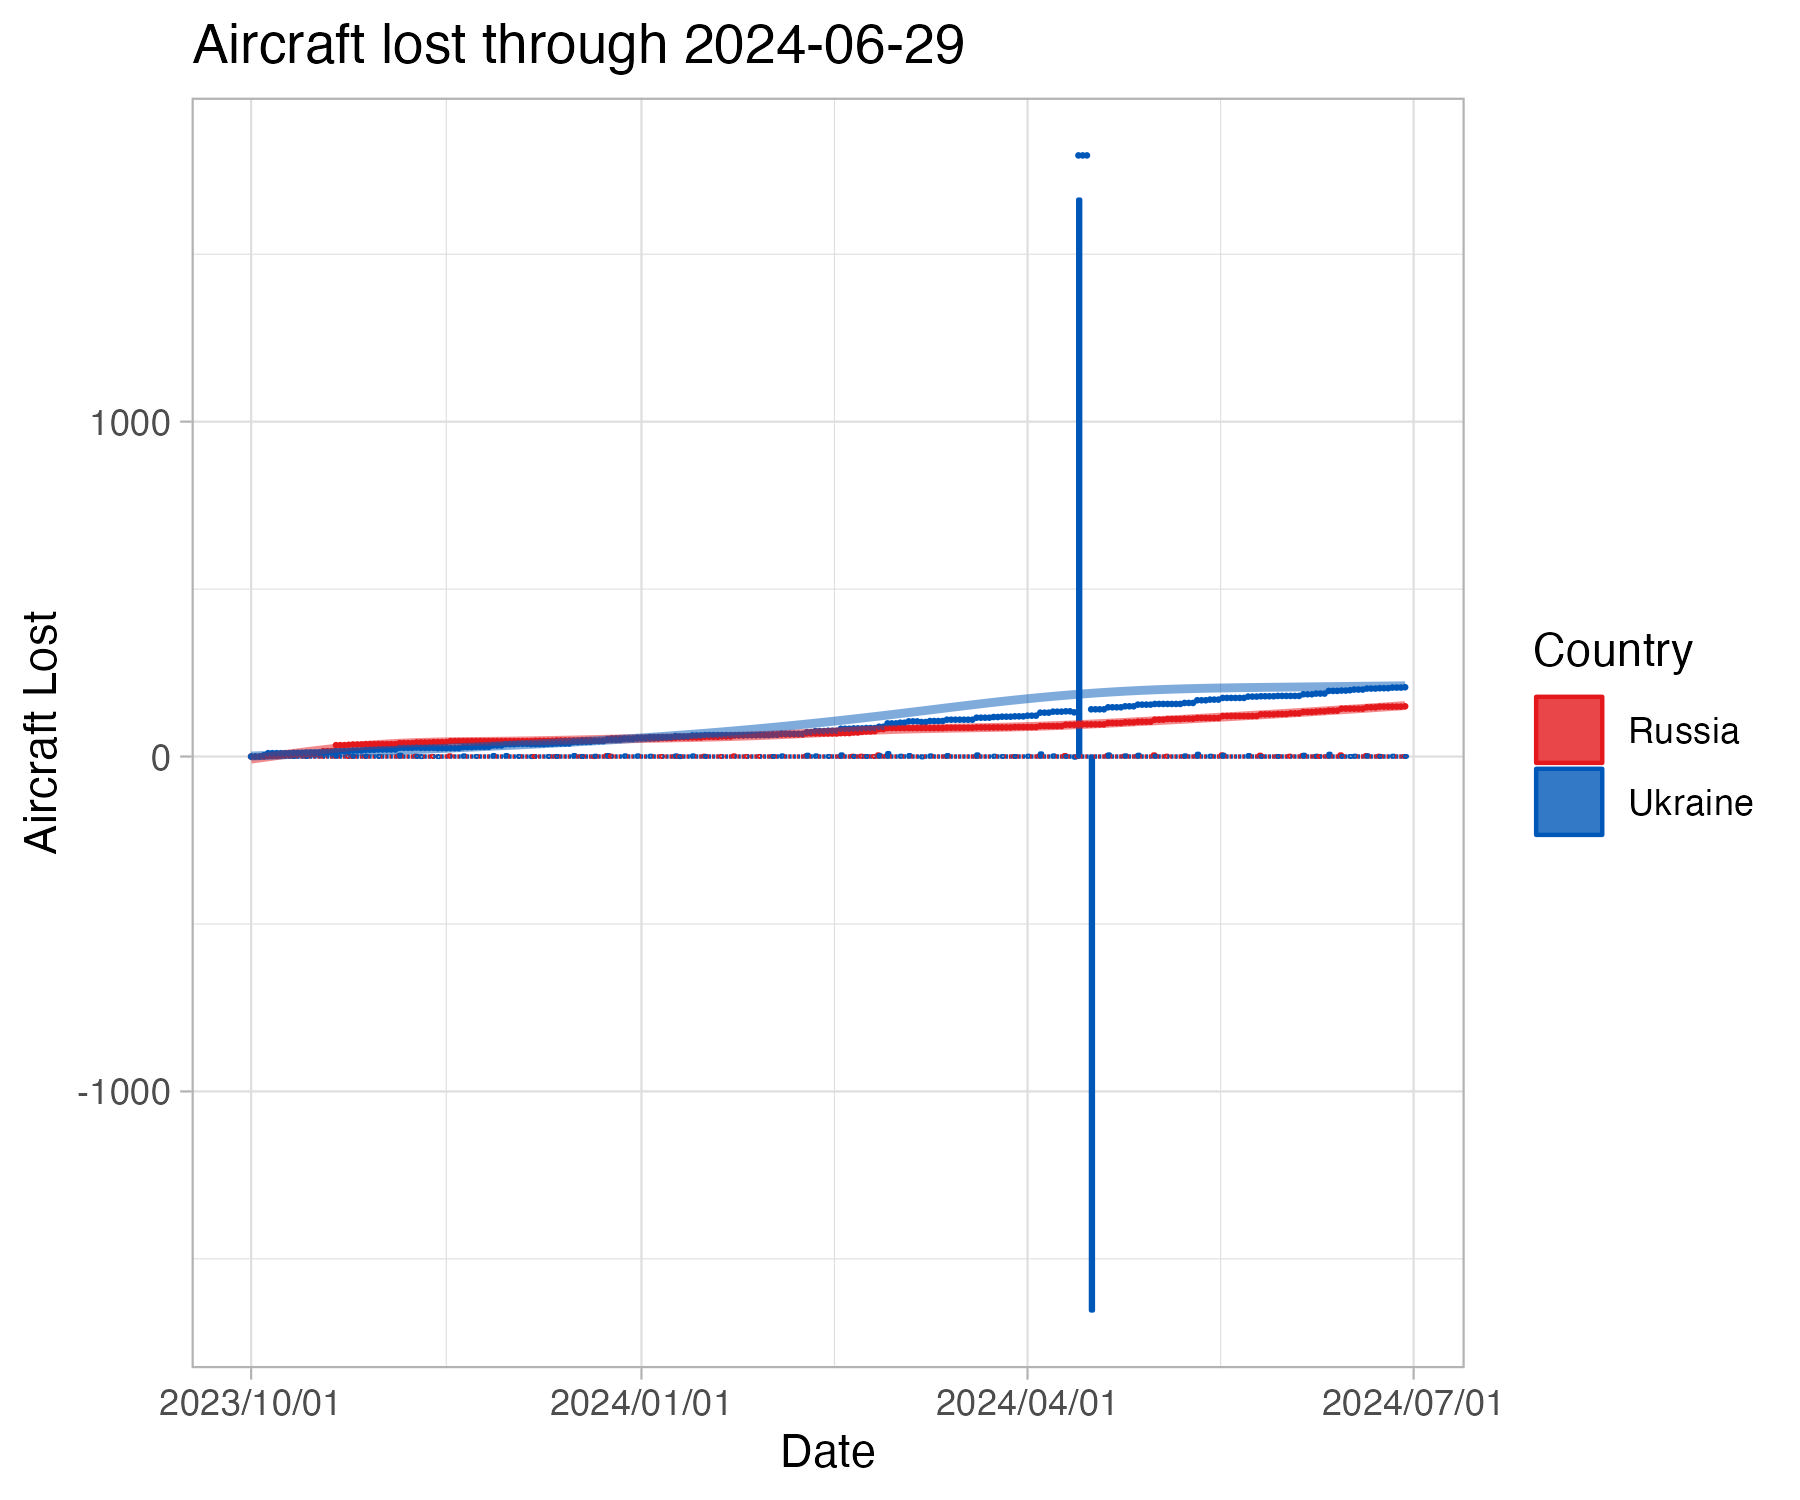 Aircraft lost through 2024-06-29
Aircraft Lost
1000
0
-1000
2023/10/01
2024/01/01
2024/04/01
2024/07/01
Date
Country
Russia
Ukraine